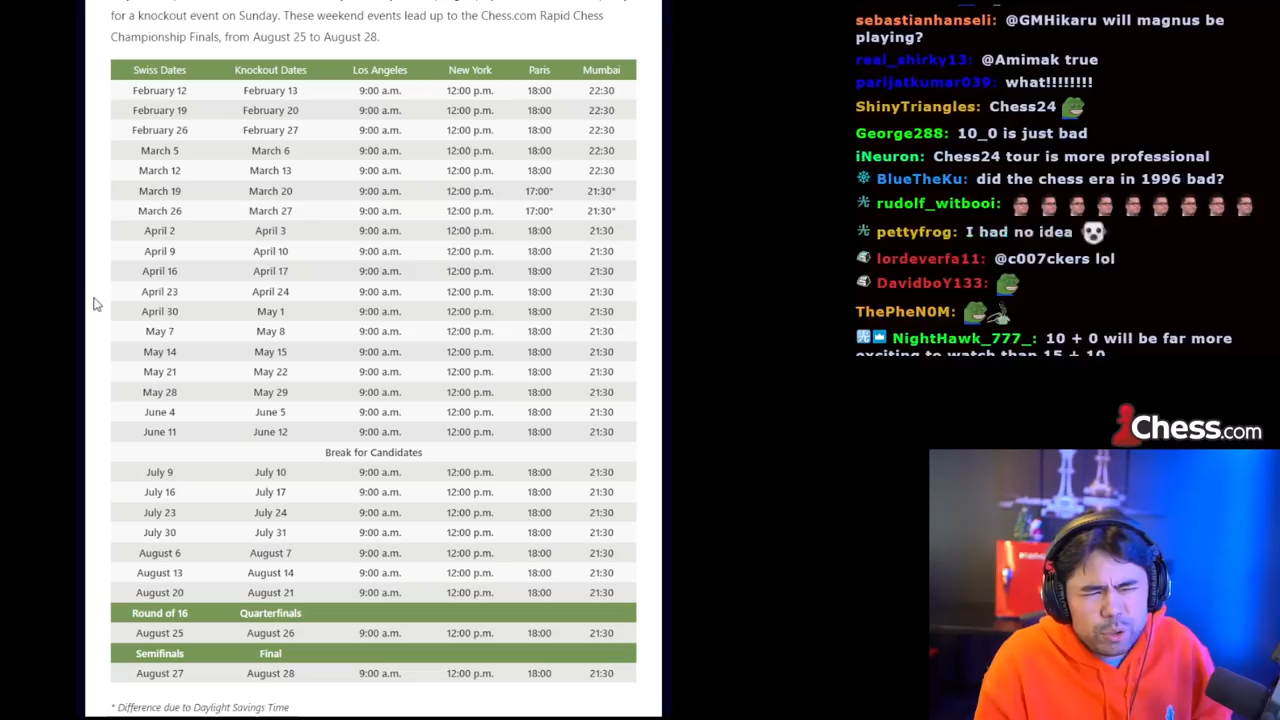 for a knockout event on Sunday. These weekend events lead up to the Chess.com Rapid Chess
Championship Finals, from August 25 to August 28.
Swiss Dates Knockout Dates Los Angeles New York Paris Mumbai
February 12 February 13 9:00 a.m. 12:00 p.m. 18:00 22:30
February 19 February 20 9:00 a.m. 12:00 p.m. 18:00 22:30
February 26 February 27 9:00 a.m. 12:00 p.m. 18:00 22:30
March 5 March 6 9:00 a.m. 12:00 p.m. 18:00 22:30
March 12 March 13 9:00 a.m. 12:00 p.m. 18:00 22:30
March 19 March 20 9:00 a.m. 12:00 p.m. 17:00* 21:30*
March 26 March 27 9:00 a.m. 12:00 p.m. 17:00* 21:30*
April 2 April 3 9:00 a.m. 12:00 p.m. 18:00 21:30
April 9 April 10 9:00 a.m. 12:00 p.m. 18:00 21:30
April 16 April 17 9:00 a.m. 12:00 p.m. 18:00 21:30
April 23 April 24 9:00 a.m. 12:00 p.m. 18:00 21:30
April 30 May 1 9:00 a.m. 12:00 p.m. 18:00 21:30
May 7 May 8 9:00 a.m. 12:00 p.m. 18:00 21:30
May 14 May 15 9:00 a.m. 12:00 p.m. 18:00 21:30
May 21 May 22 9:00 a.m. 12:00 p.m. 18:00 21:30
May 28 May 29 9:00 a.m. 12:00 p.m. 18:00 21:30
June 4 June 5 9:00 a.m. 12:00 p.m. 18:00 21:30
June 11 June 12 9:00 a.m. 12:00 p.m. 18:00 21:30
Break for Candidates
July 9 July 10 9:00 a.m. 12:00 p.m. 18:00 21:30
July 16 July 17 9:00 a.m. 12:00 p.m. 18:00 21:30
July 23 July 24 9:00 a.m. 12:00 p.m. 18:00 21:30
July 30 July 31 9:00 a.m. 12:00 p.m. 18:00 21:30
August 6 August 7 9:00 a.m. 12:00 p.m. 18:00 21:30
August 13 August 14 9:00 a.m. 12:00 p.m. 18:00 21:30
August 20 August 21 9:00 a.m. 12:00 p.m. 18:00 21:30
Round of 16 Quarterfinals
August 25 August 26 9:00 a.m. 12:00 p.m. 18:00 21:30
Semifinals Final
August 27 August 28 9:00 a.m. 12:00 p.m. 18:00 21:30
* Difference due to Daylight Savings Time
sebastianhanseli: @GMHikaru will magnus be
playing?
real_shirky13: @Amimak true
parijatkumar039: what!!!!!!!!
ShinyTriangles: Chess24
George288: 10_0 is just bad
iNeuron: Chess24 tour is more professional
BlueTheKu: did the chess era in 1996 bad?
rudolf_witbooi:
pettyfrog: I had no idea
lordeverfa11: @c007ckers lol
DavidboY133:
ThePheN0M:
NightHawk_777_: 10 + 0 will be far more
exciting to watch than 15 + 10
Chess.com